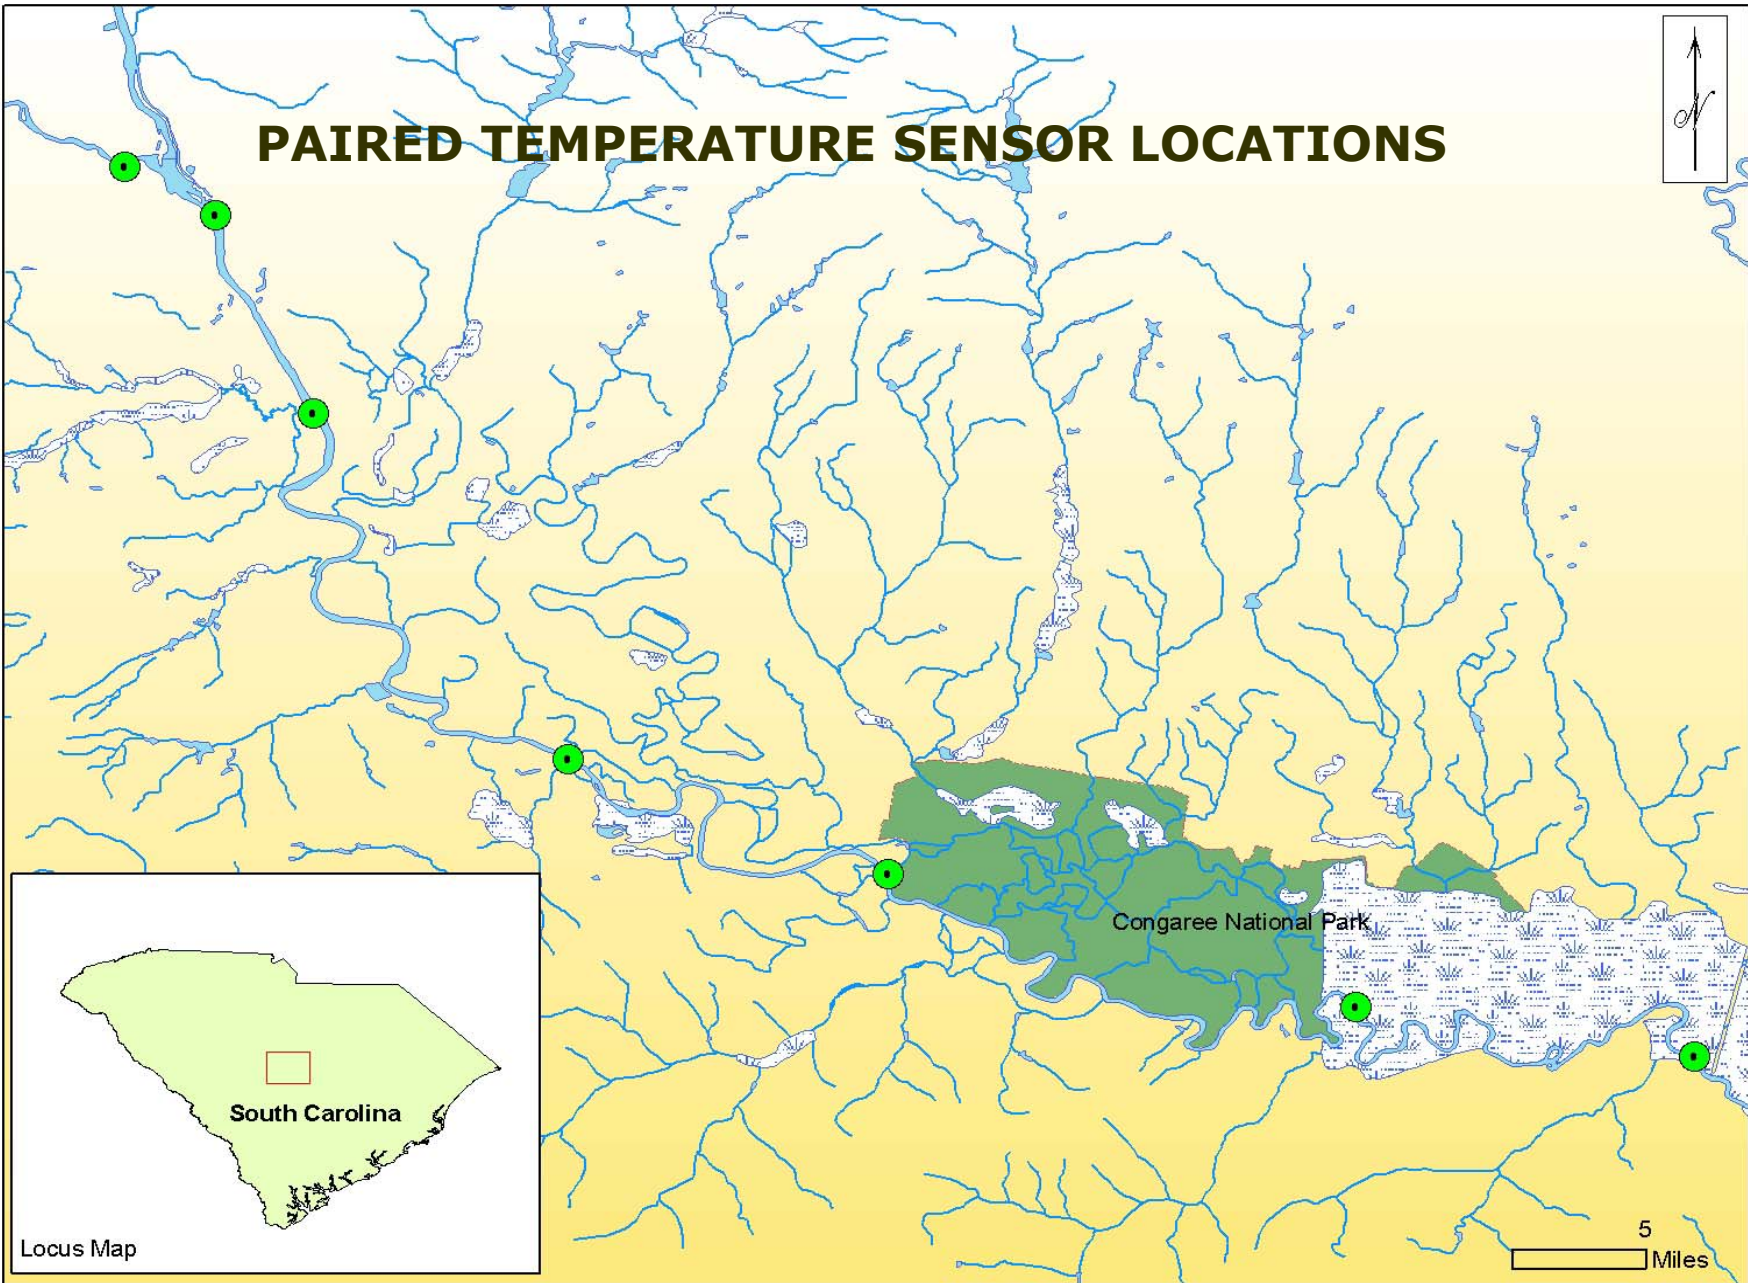 PAIRED TEMPERATURE SENSOR LOCATIONS
N
Congaree National Park
South Carolina
Locus Map
5
Miles